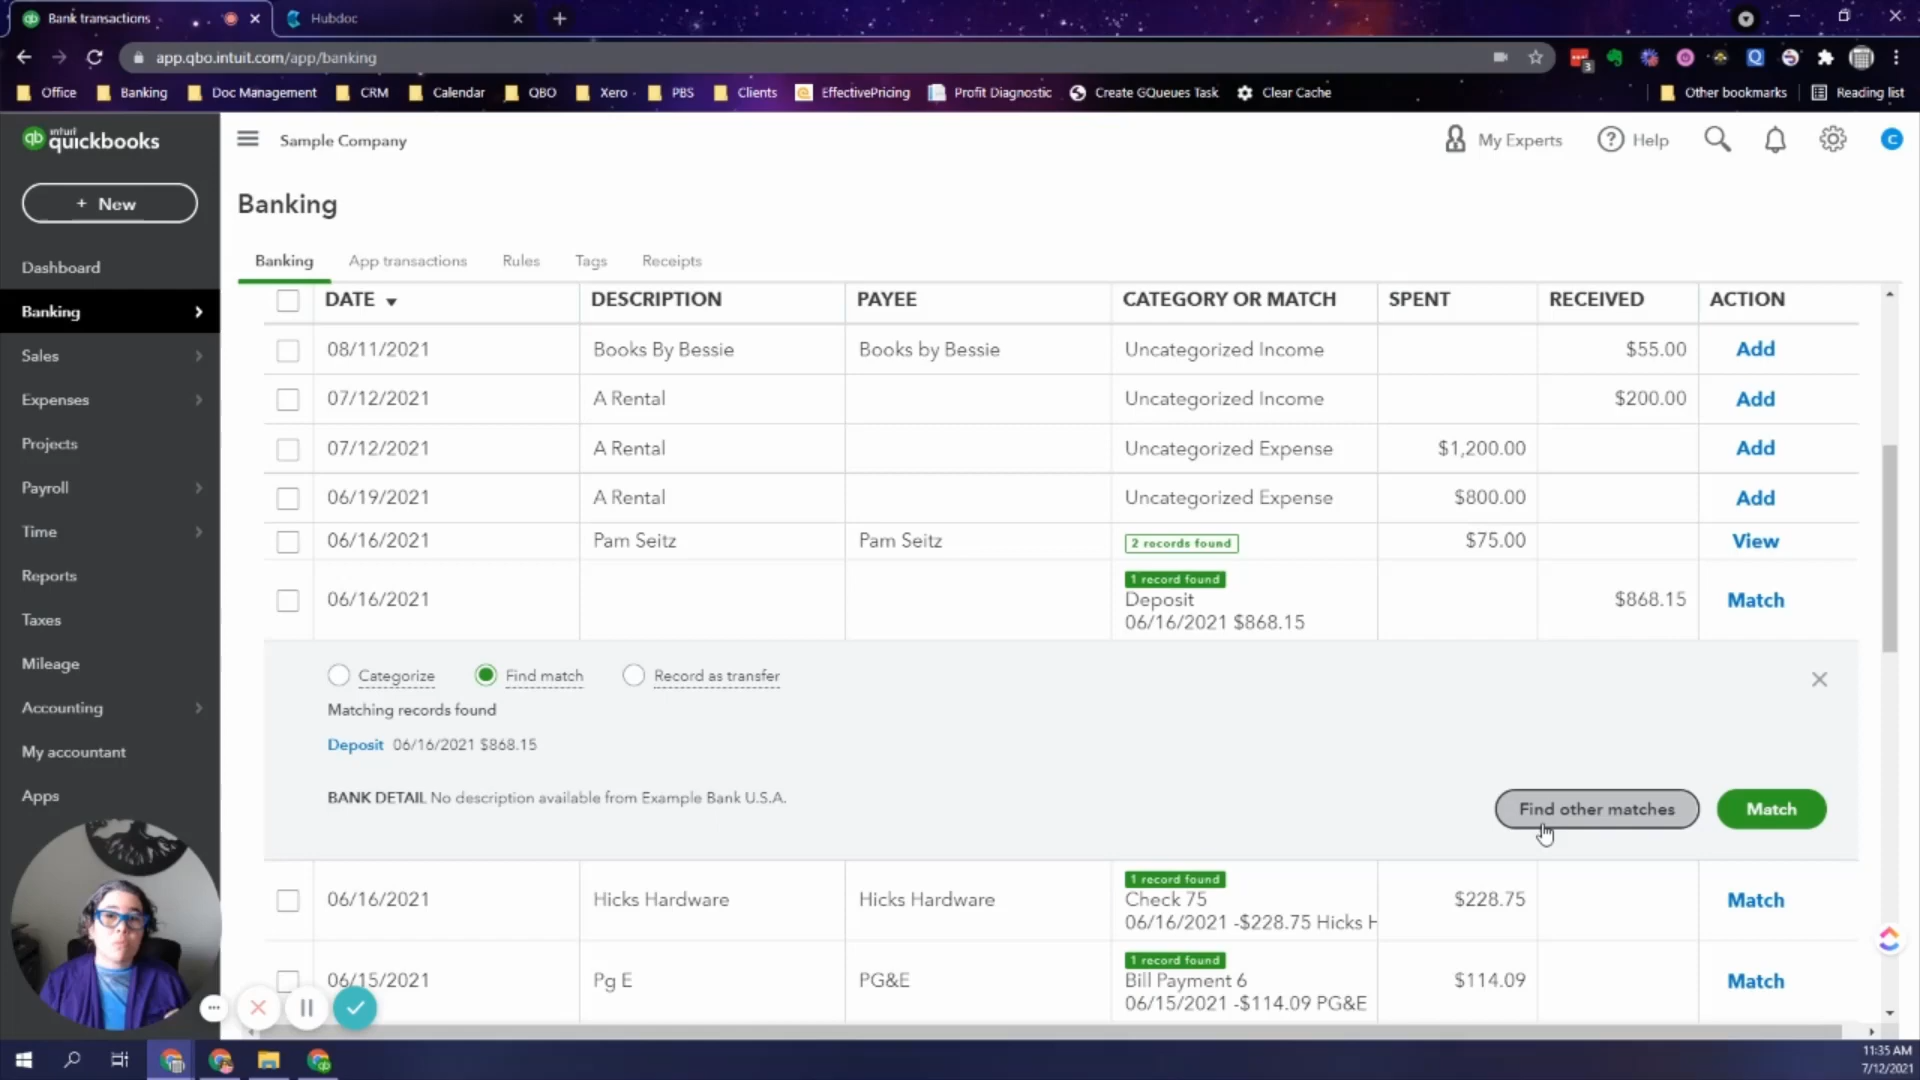 Bank transactions
Hubdoc
app.qbo.intuit.com/app/banking
3
Office Banking Doc Management CRM Calendar QBO Xero PBS Clients EffectivePricing Profit Diagnostic Create GQueues Task Clear Cache Other bookmarks Reading list
intuit quickbooks
Sample Company
My Experts
Help
C
+ New
Banking
Banking App transactions Rules Tags Receipts
Dashboard
Banking
Sales
Expenses
Projects
Payroll
Time
Reports
Taxes
Mileage
Accounting
My accountant
Apps
DATE DESCRIPTION PAYEE CATEGORY OR MATCH SPENT RECEIVED ACTION
08/11/2021 Books By Bessie Books by Bessie Uncategorized Income $55.00 Add
07/12/2021 A Rental Uncategorized Income $200.00 Add
07/12/2021 A Rental Uncategorized Expense $1,200.00 Add
06/19/2021 A Rental Uncategorized Expense $800.00 Add
06/16/2021 Pam Seitz Pam Seitz 2 records found $75.00 View
1 record found
06/16/2021 Deposit $868.15 Match
06/16/2021 $868.15
Categorize Find match Record as transfer
Matching records found
Deposit 06/16/2021 $868.15
BANK DETAIL No description available from Example Bank U.S.A.
Find other matches Match
1 record found
06/16/2021 Hicks Hardware Hicks Hardware Check 75 $228.75 Match
06/16/2021 -$228.75 Hicks H
1 record found
06/15/2021 Pg E PG&E Bill Payment 6 $114.09 Match
06/15/2021 -$114.09 PG&E
11:35 AM
7/12/2021